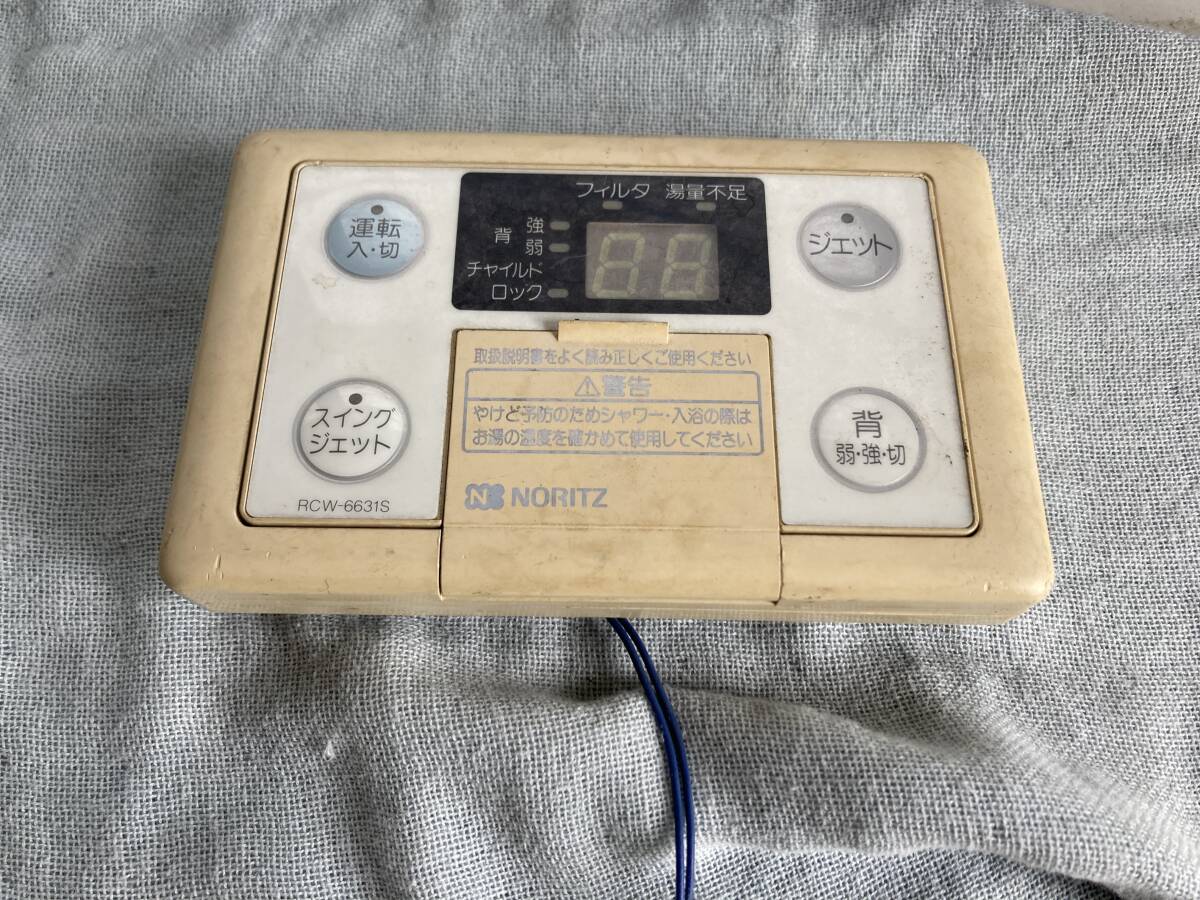 運転
入・切
フィルタ 湯量不足
背 強
弱
チャイルド
ロック
88
ジェット
スイング
ジェット
RCW-6631S
取扱説明書をよく読み正しくご使用ください
⚠警告
やけど予防のためシャワー・入浴の際は
お湯の温度を確かめて使用してください
N NORITZ
背
弱・強・切